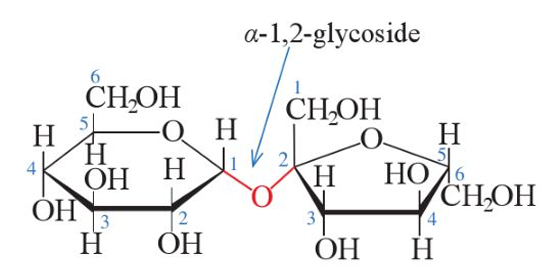 α-1,2-glycoside
6 1
CH₂OH CH₂OH
H 5 O H O H
4 H OH H 1 2 H HO 5 6
OH 3 2 O 3 4 CH₂OH
H OH OH H